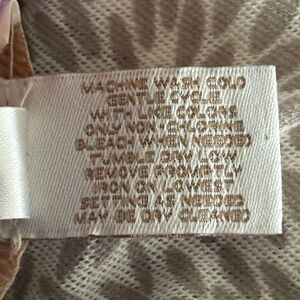 MACHINE WASH COLD
GENTLE CYCLE
WITH LIKE COLORS
ONLY NON-CHLORINE
BLEACH WHEN NEEDED
TUMBLE DRY LOW
REMOVE PROMPTLY
IRON ON LOWEST
SETTING AS NEEDED
MAY BE DRY CLEANED